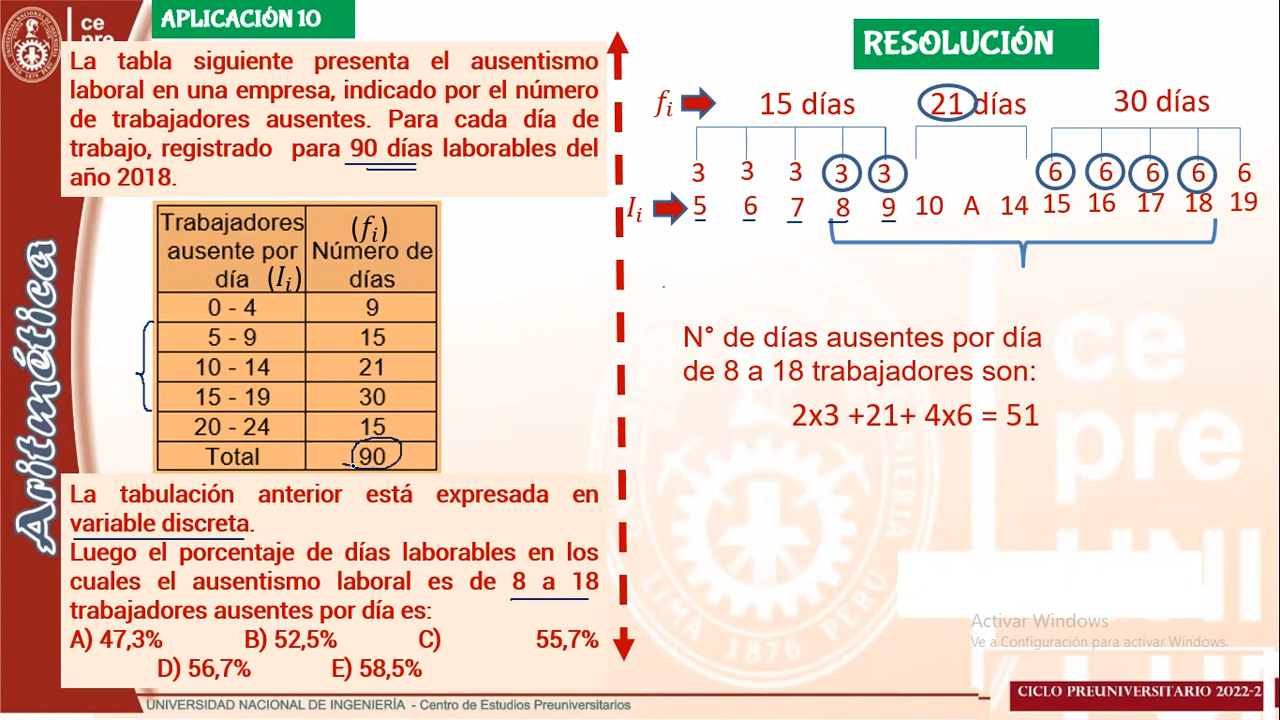 APLICACIÓN 10
ce
pre
La tabla siguiente presenta el ausentismo
laboral en una empresa, indicado por el número
de trabajadores ausentes. Para cada día de
trabajo, registrado para 90 días laborables del
año 2018.
Trabajadores ausente por día (Iᵢ) (fᵢ) Número de días
0 - 4 9
5 - 9 15
10 - 14 21
15 - 19 30
20 - 24 15
Total 90
La tabulación anterior está expresada en
variable discreta.
Luego el porcentaje de días laborables en los
cuales el ausentismo laboral es de 8 a 18
trabajadores ausentes por día es:
A) 47,3% B) 52,5% C) 55,7%
D) 56,7% E) 58,5%
Aritmética
RESOLUCIÓN
fᵢ 15 días 21 días 30 días
3 3 3 3 3 6 6 6 6 6
Iᵢ 5 6 7 8 9 10 A 14 15 16 17 18 19
N° de días ausentes por día
de 8 a 18 trabajadores son:
2x3 +21+ 4x6 = 51
ce
pre
UNI
LIMA PERU
1876
Activar Windows
Ve a Configuración para activar Windows.
UNIVERSIDAD NACIONAL DE INGENIERÍA - Centro de Estudios Preuniversitarios
CICLO PREUNIVERSITARIO 2022-2